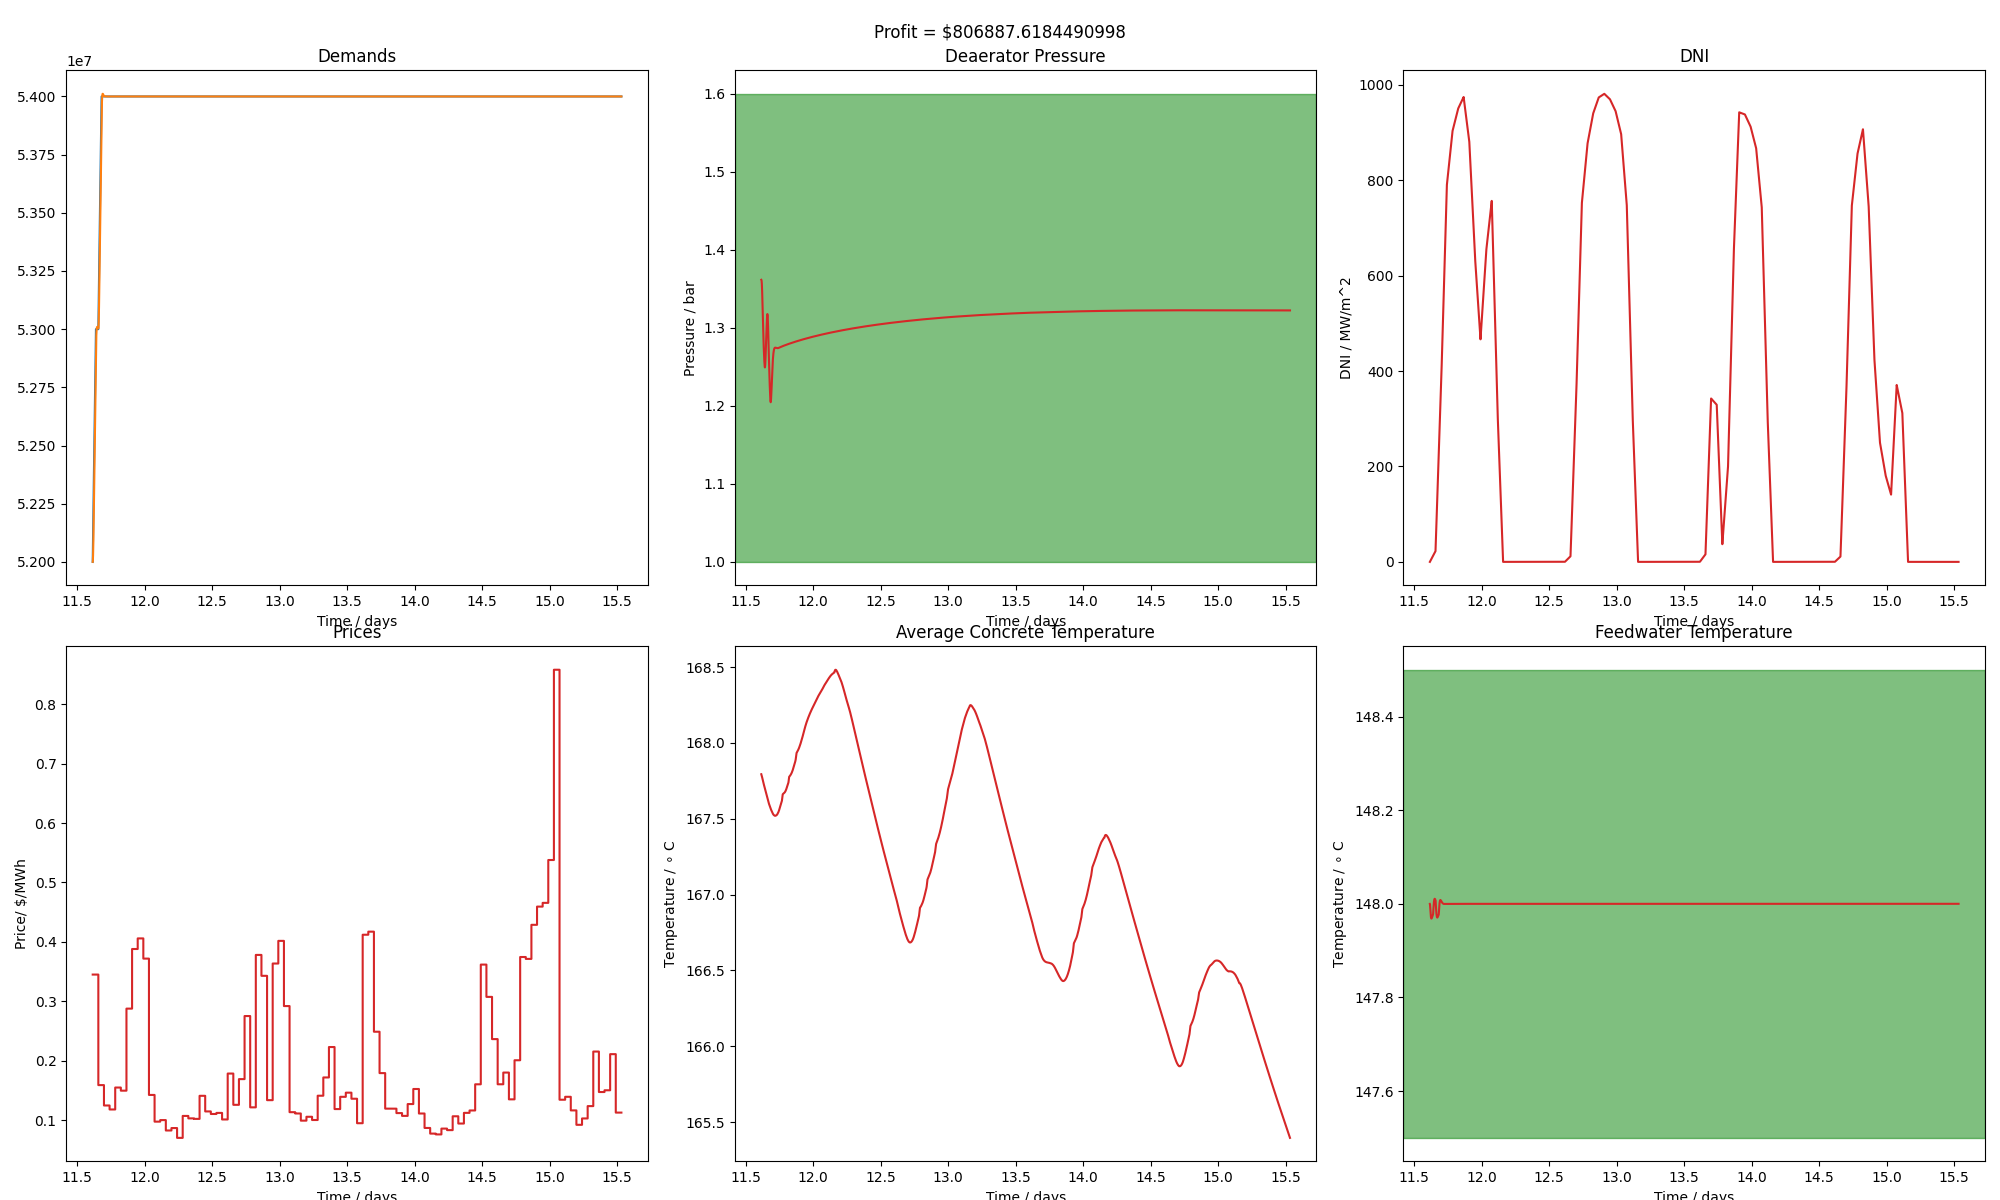 Profit = $806887.6184490998
Demands
1e7
5.400
5.375
5.350
5.325
5.300
5.275
5.250
5.225
5.200
11.5 12.0 12.5 13.0 13.5 14.0 14.5 15.0 15.5
Time / days
Deaerator Pressure
Pressure / bar
1.6
1.5
1.4
1.3
1.2
1.1
1.0
11.5 12.0 12.5 13.0 13.5 14.0 14.5 15.0 15.5
Time / days
DNI
DNI / MW/m^2
1000
800
600
400
200
0
11.5 12.0 12.5 13.0 13.5 14.0 14.5 15.0 15.5
Time / days
Prices
Price/ $/MWh
0.8
0.7
0.6
0.5
0.4
0.3
0.2
0.1
11.5 12.0 12.5 13.0 13.5 14.0 14.5 15.0 15.5
Time / days
Average Concrete Temperature
Temperature / ∘ C
168.5
168.0
167.5
167.0
166.5
166.0
165.5
11.5 12.0 12.5 13.0 13.5 14.0 14.5 15.0 15.5
Time / days
Feedwater Temperature
Temperature / ∘ C
148.4
148.2
148.0
147.8
147.6
11.5 12.0 12.5 13.0 13.5 14.0 14.5 15.0 15.5
Time / days